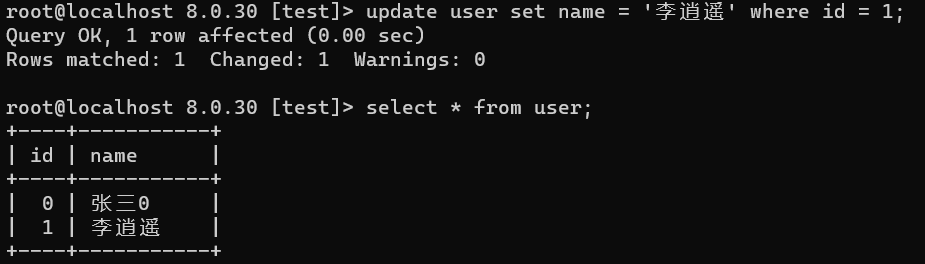 root@localhost 8.0.30 [test]> update user set name = '李逍遥' where id = 1;
Query OK, 1 row affected (0.00 sec)
Rows matched: 1  Changed: 1  Warnings: 0

root@localhost 8.0.30 [test]> select * from user;
+----+-----------+
| id | name      |
+----+-----------+
|  0 | 张三0     |
|  1 | 李逍遥    |
+----+-----------+